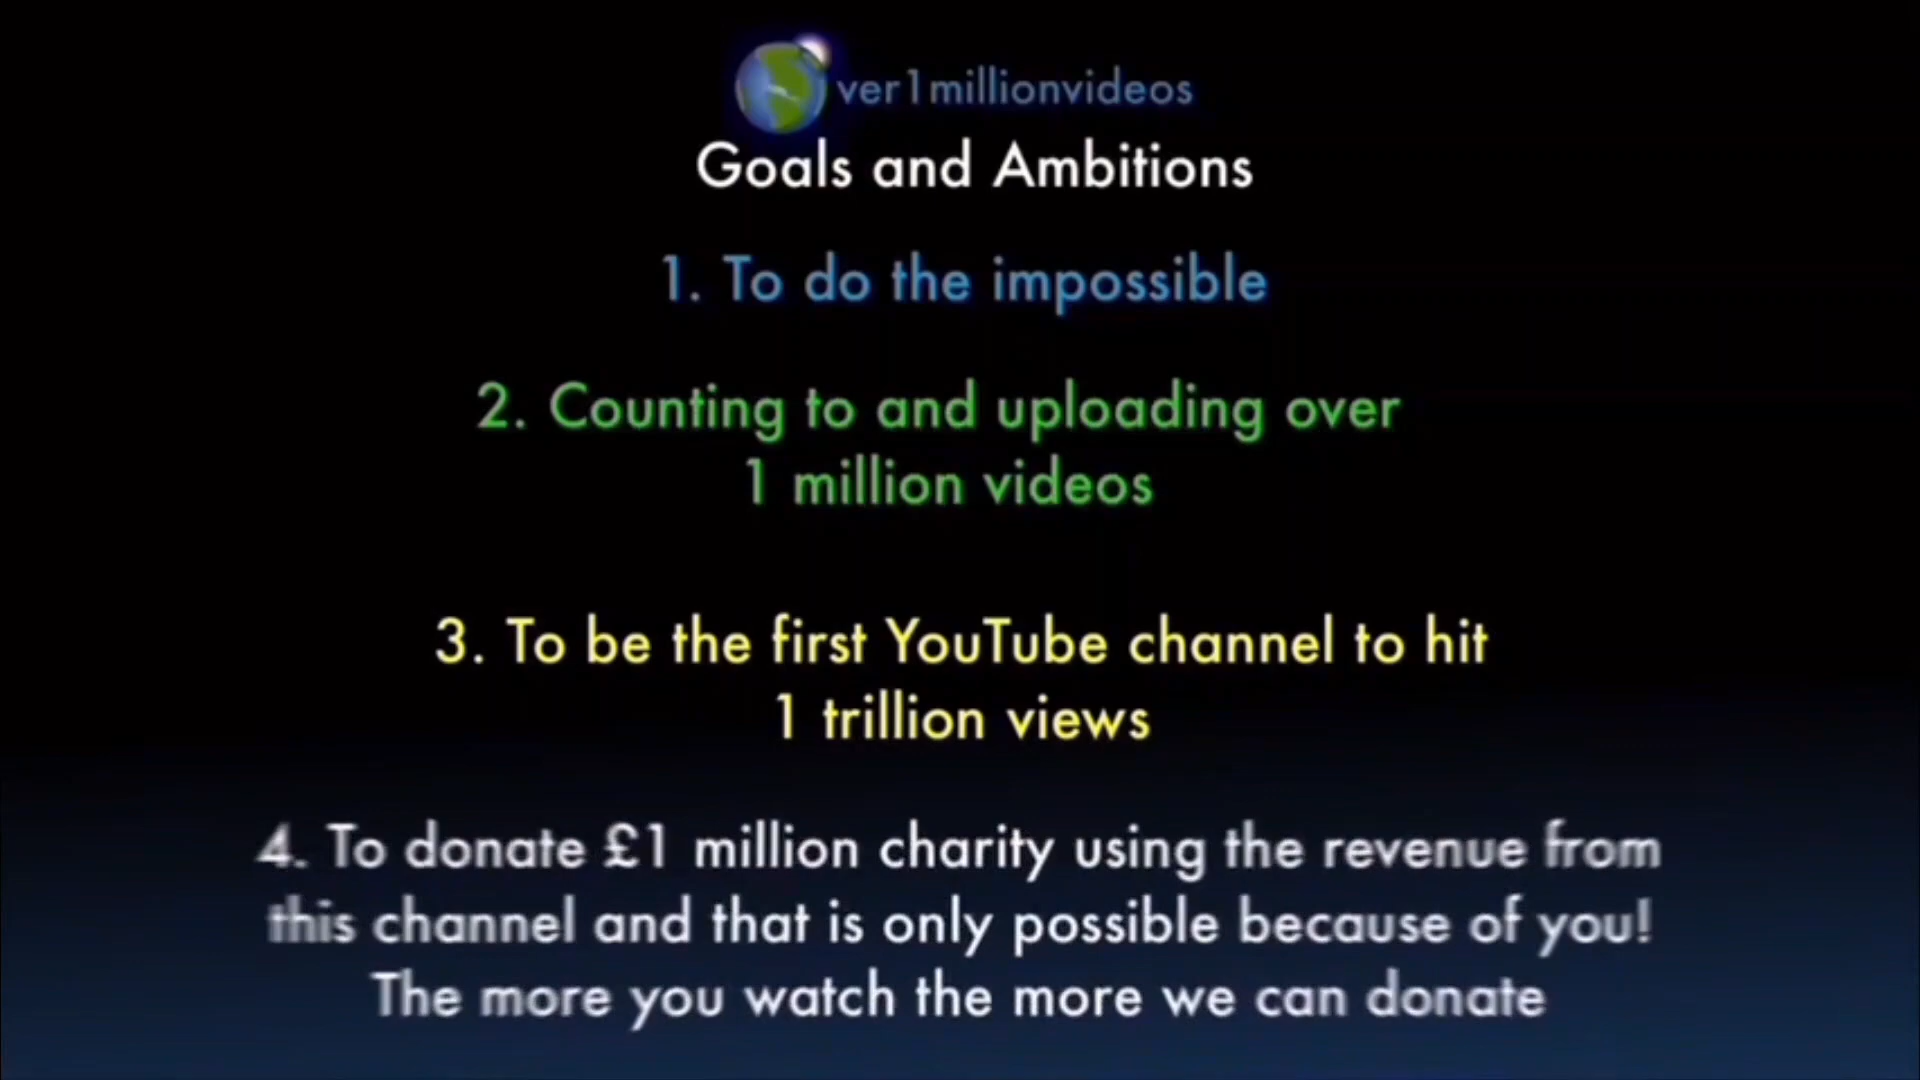 ver1millionvideos
Goals and Ambitions
1. To do the impossible
2. Counting to and uploading over
1 million videos
3. To be the first YouTube channel to hit
1 trillion views
4. To donate £1 million charity using the revenue from
this channel and that is only possible because of you!
The more you watch the more we can donate